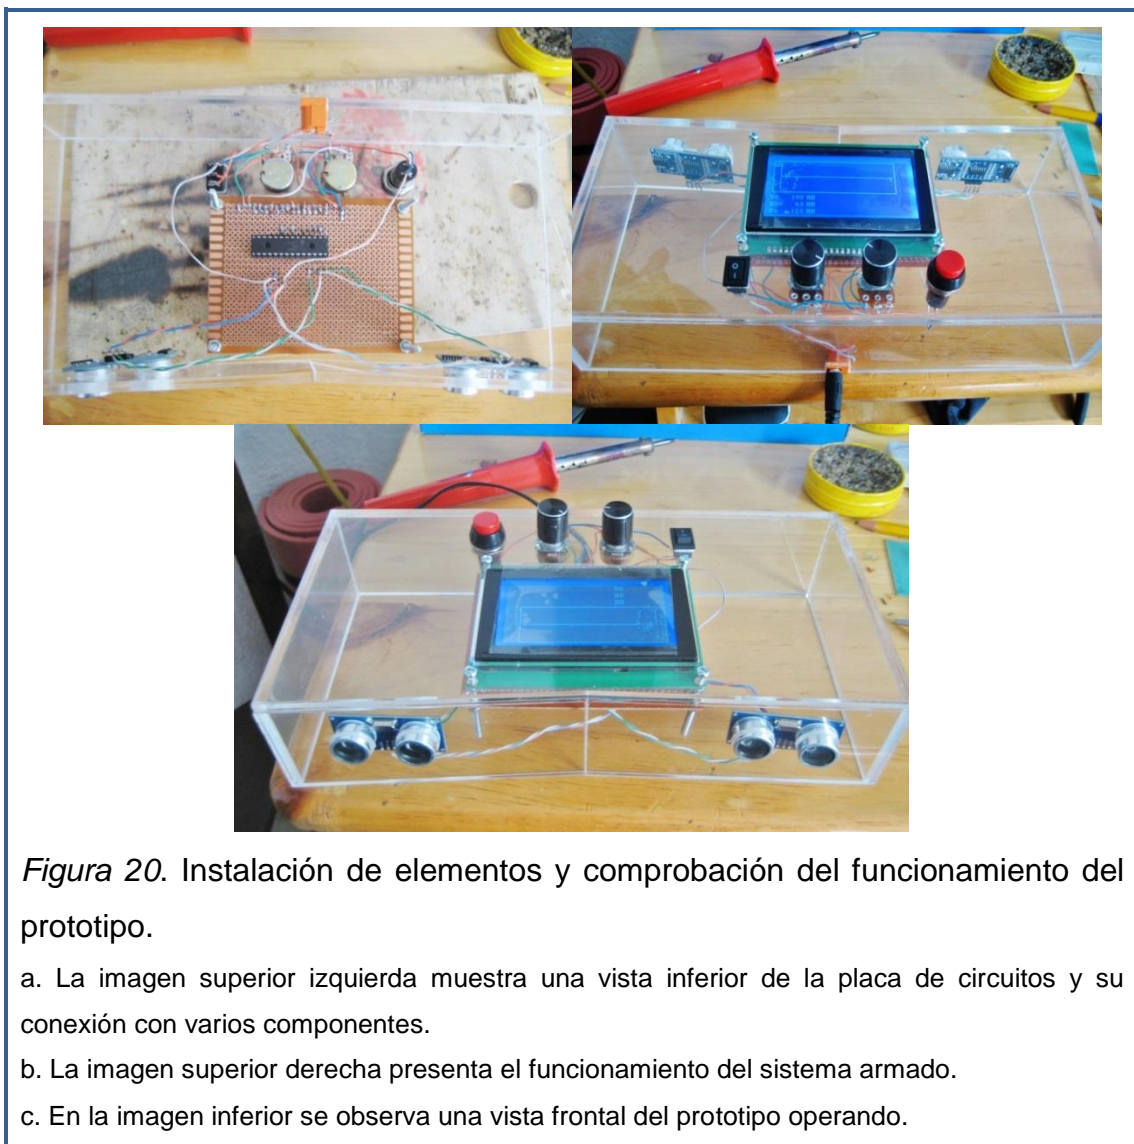 Figura 20. Instalación de elementos y comprobación del funcionamiento del
prototipo.
a. La imagen superior izquierda muestra una vista inferior de la placa de circuitos y su
conexión con varios componentes.
b. La imagen superior derecha presenta el funcionamiento del sistema armado.
c. En la imagen inferior se observa una vista frontal del prototipo operando.